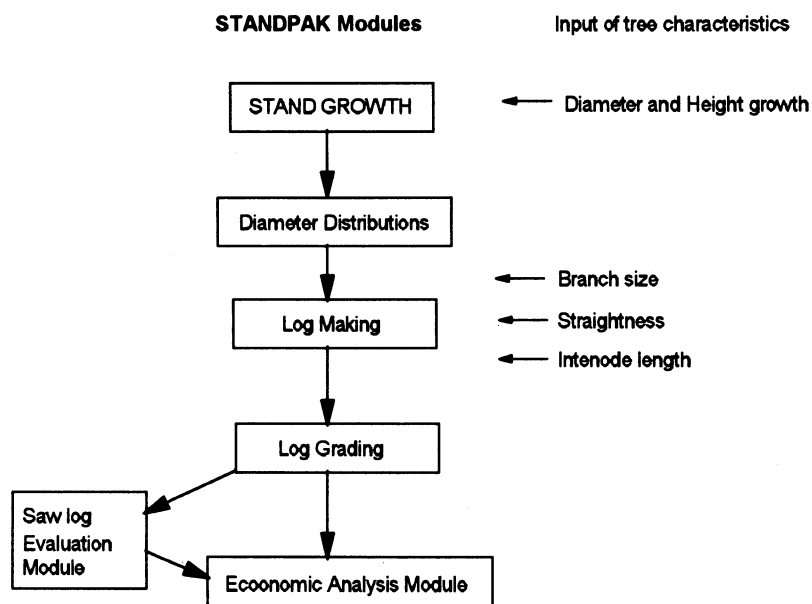 STANDPAK Modules
Input of tree characteristics
STAND GROWTH
Diameter and Height growth
Diameter Distributions
Branch size
Log Making
Straightness
Intenode length
Log Grading
Saw log
Evaluation
Module
Ecoonomic Analysis Module